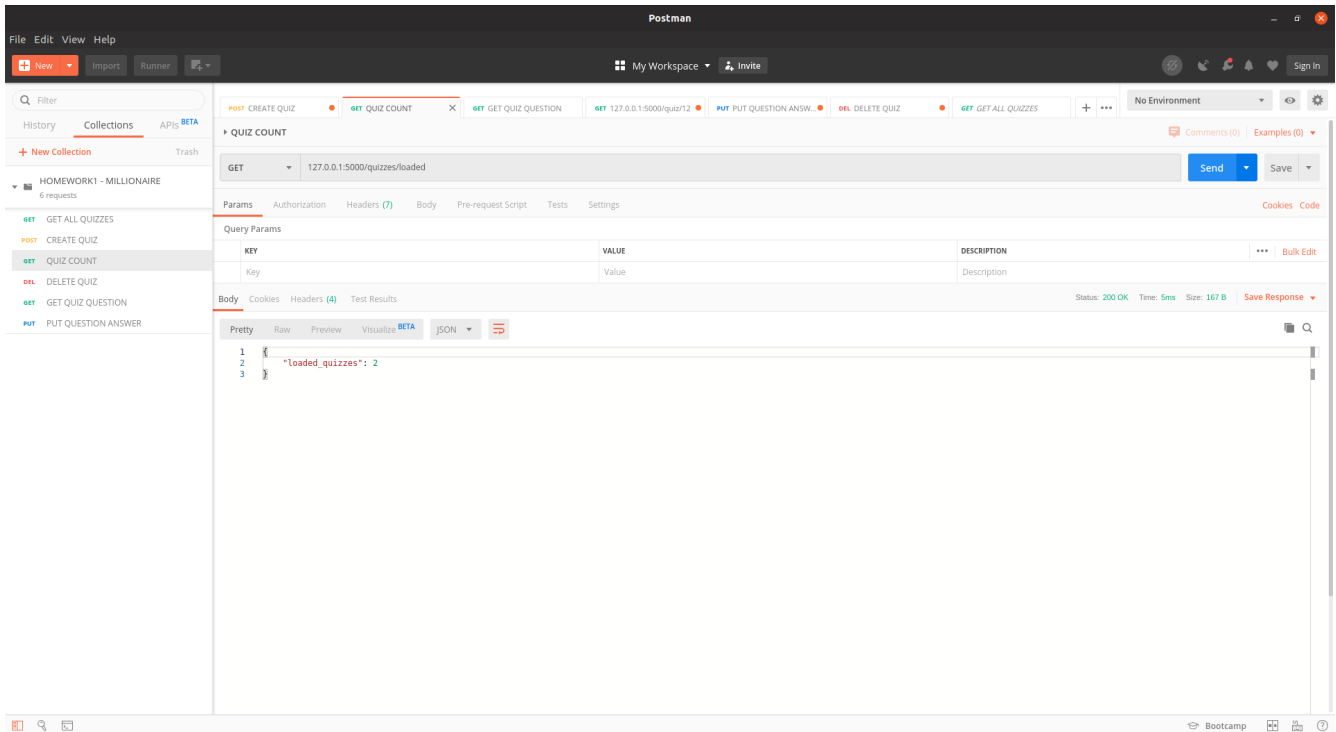 Postman
File Edit View Help
New Import Runner My Workspace Invite Sign In
Filter
History Collections APIs BETA
+ New Collection Trash
HOMEWORK1 - MILLIONAIRE
6 requests
GET GET ALL QUIZZES
POST CREATE QUIZ
GET QUIZ COUNT
DEL DELETE QUIZ
GET GET QUIZ QUESTION
PUT PUT QUESTION ANSWER
POST CREATE QUIZ GET QUIZ COUNT GET GET QUIZ QUESTION GET 127.0.0.1:5000/quiz/12 PUT PUT QUESTION ANSW... DEL DELETE QUIZ GET GET ALL QUIZZES No Environment
QUIZ COUNT Comments (0) Examples (0)
GET 127.0.0.1:5000/quizzes/loaded Send Save
Params Authorization Headers (7) Body Pre-request Script Tests Settings Cookies Code
Query Params
KEY VALUE DESCRIPTION Bulk Edit
Key Value Description
Body Cookies Headers (4) Test Results Status: 200 OK Time: 5ms Size: 167 B Save Response
Pretty Raw Preview Visualize BETA JSON
1 {
2 "loaded_quizzes": 2
3 }
Bootcamp